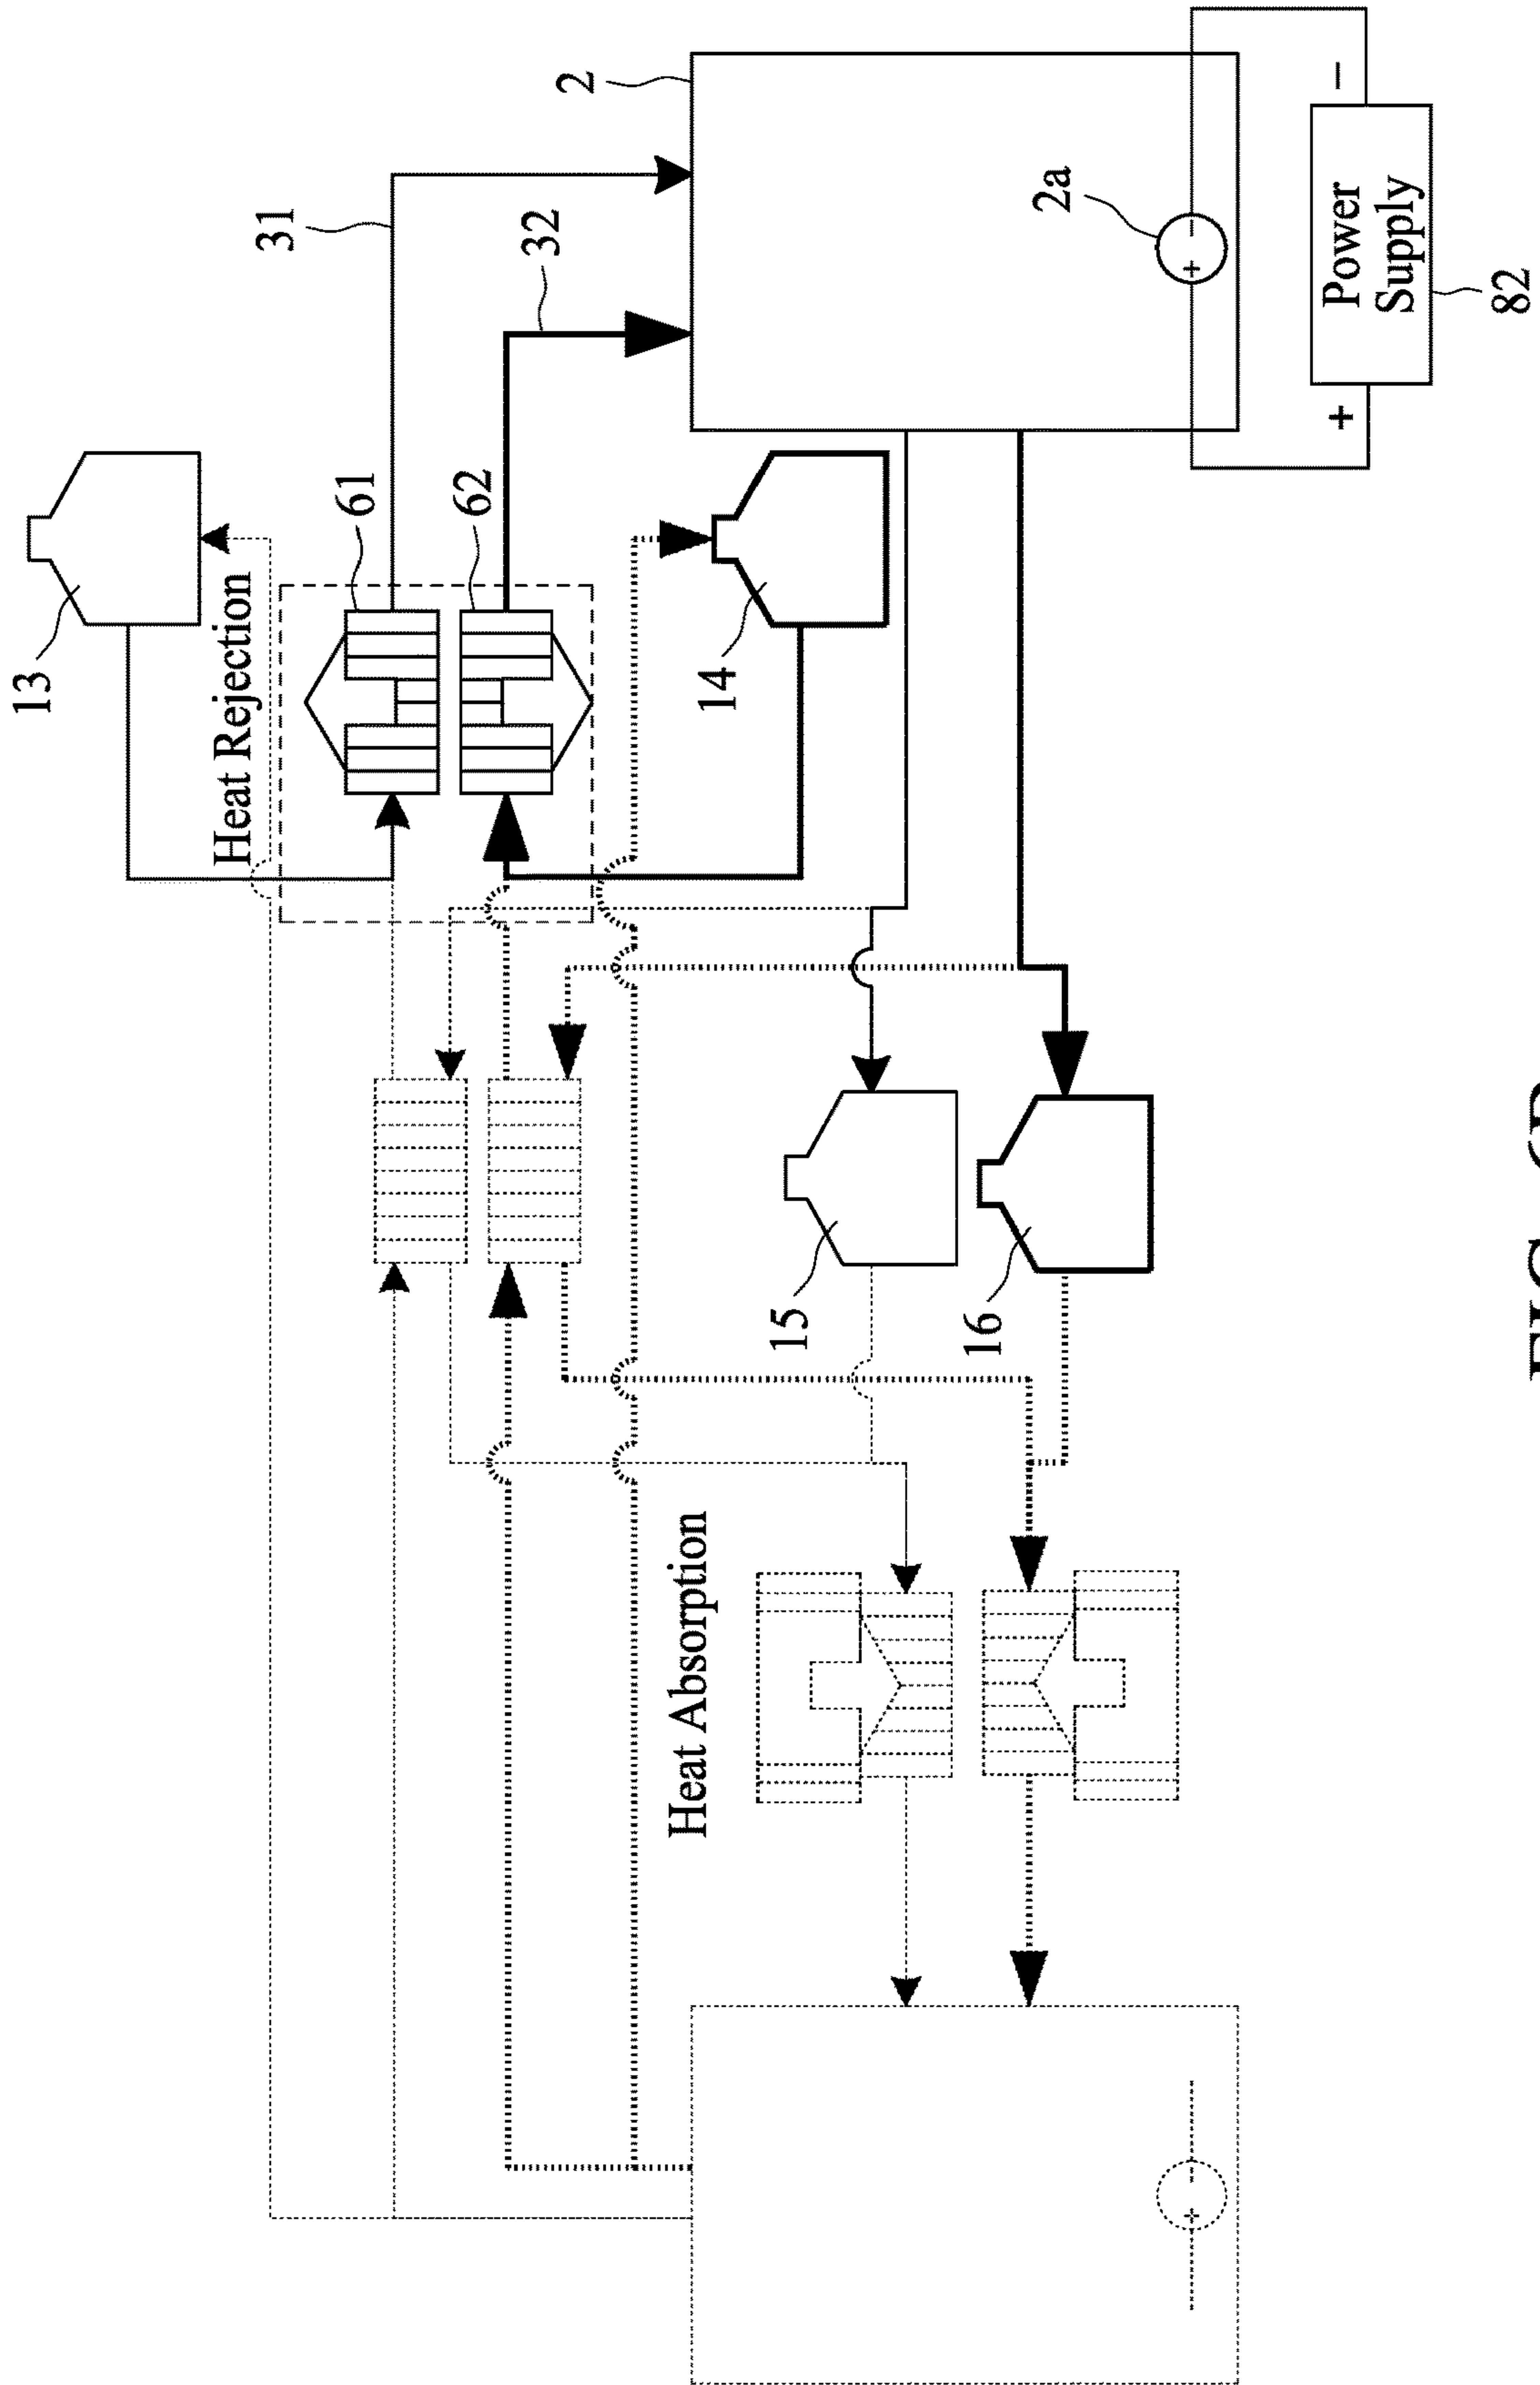 13
Heat Rejection
31
61
62
32
2
Heat Absorption
14
15
16
2a
+
+ −
+ −
Power
Supply
82